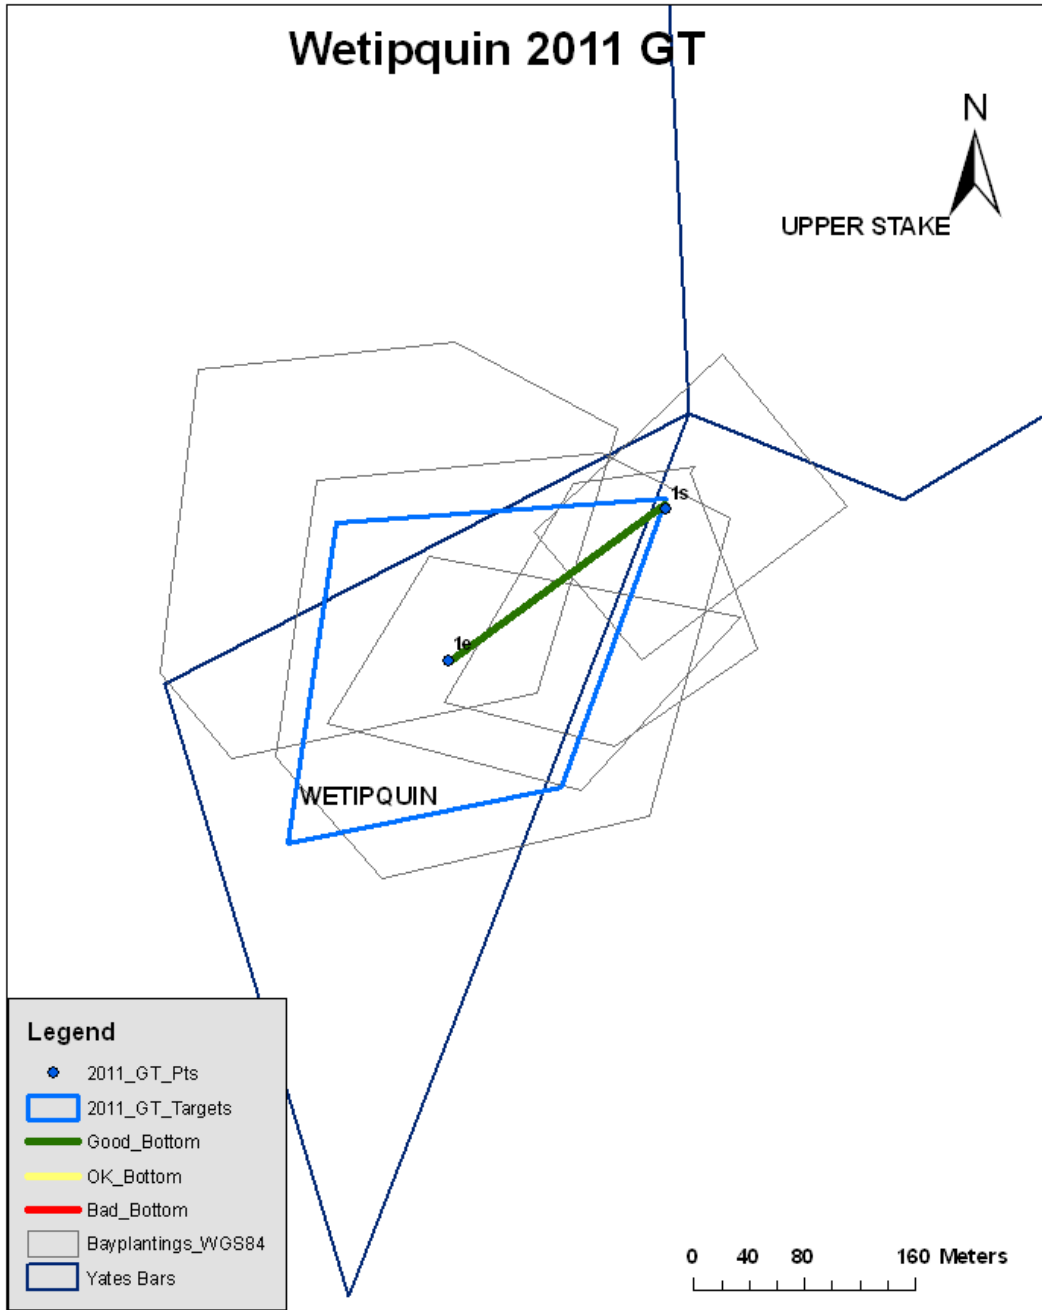 Wetipquin 2011 GT
N
UPPER STAKE
1s
1e
WETIPQUIN
Legend
2011_GT_Pts
2011_GT_Targets
Good_Bottom
OK_Bottom
Bad_Bottom
Bayplantings_WGS84
Yates Bars
0 40 80 160 Meters